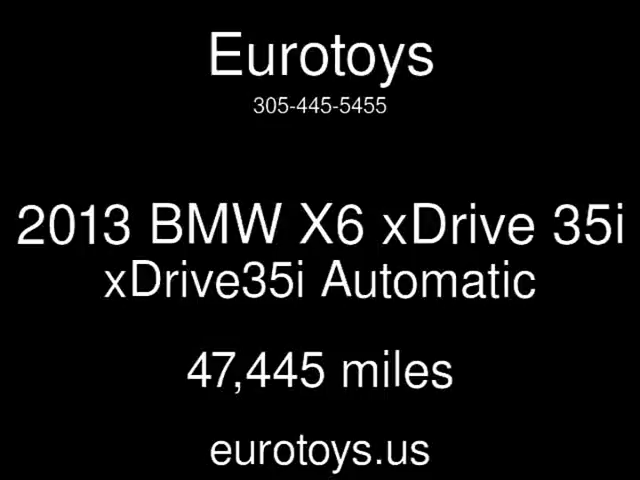 Eurotoys
305-445-5455
2013 BMW X6 xDrive 35i
xDrive35i Automatic
47,445 miles
eurotoys.us